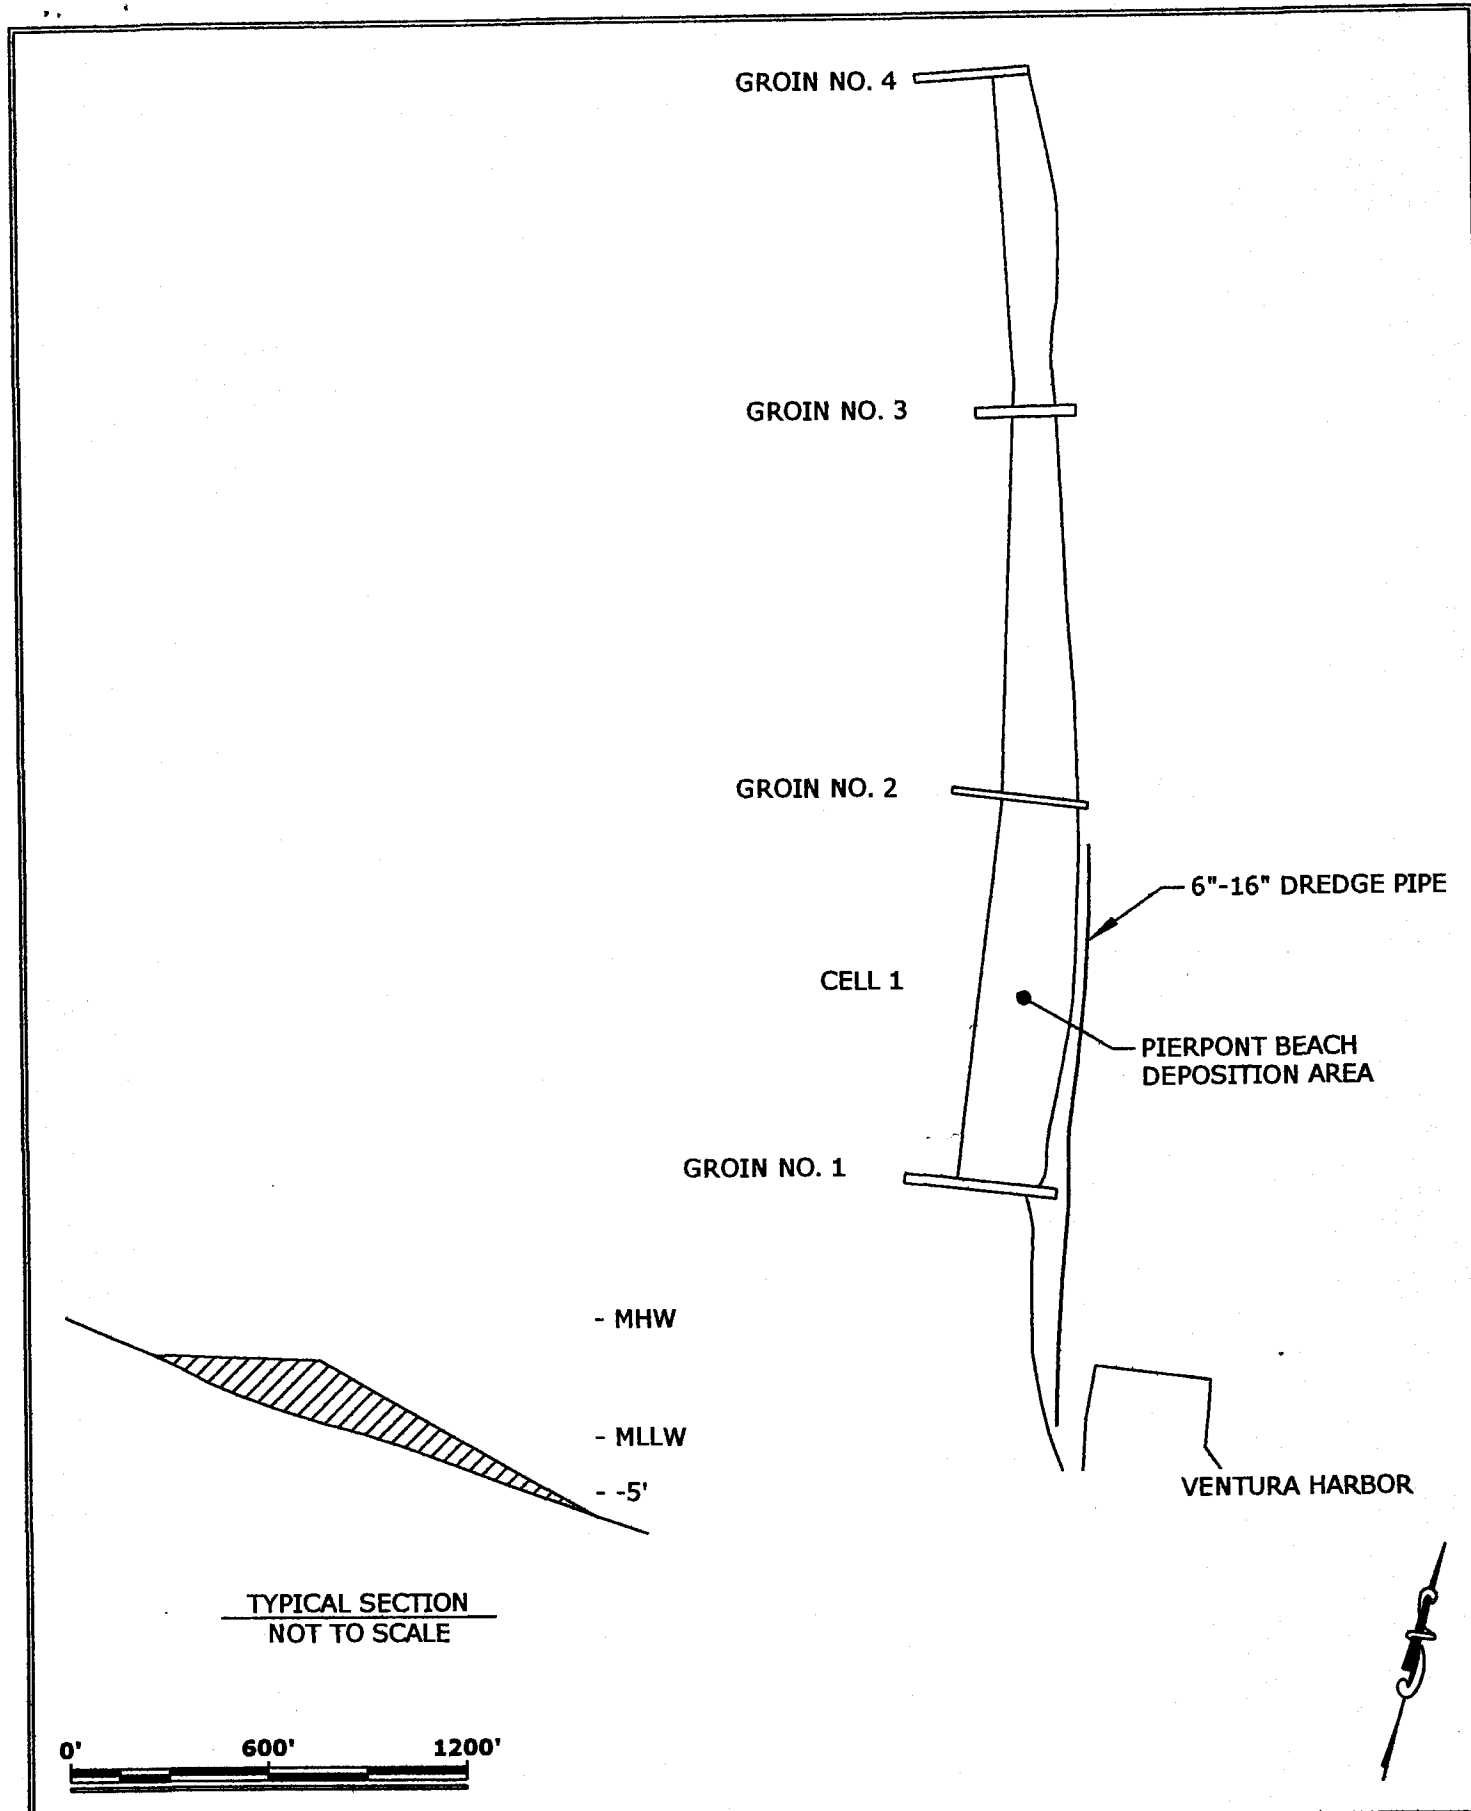 GROIN NO. 4
GROIN NO. 3
GROIN NO. 2
6"-16" DREDGE PIPE
CELL 1
PIERPONT BEACH
DEPOSITION AREA
GROIN NO. 1
- MHW
- MLLW
- -5'
VENTURA HARBOR
TYPICAL SECTION
NOT TO SCALE
0' 600' 1200'